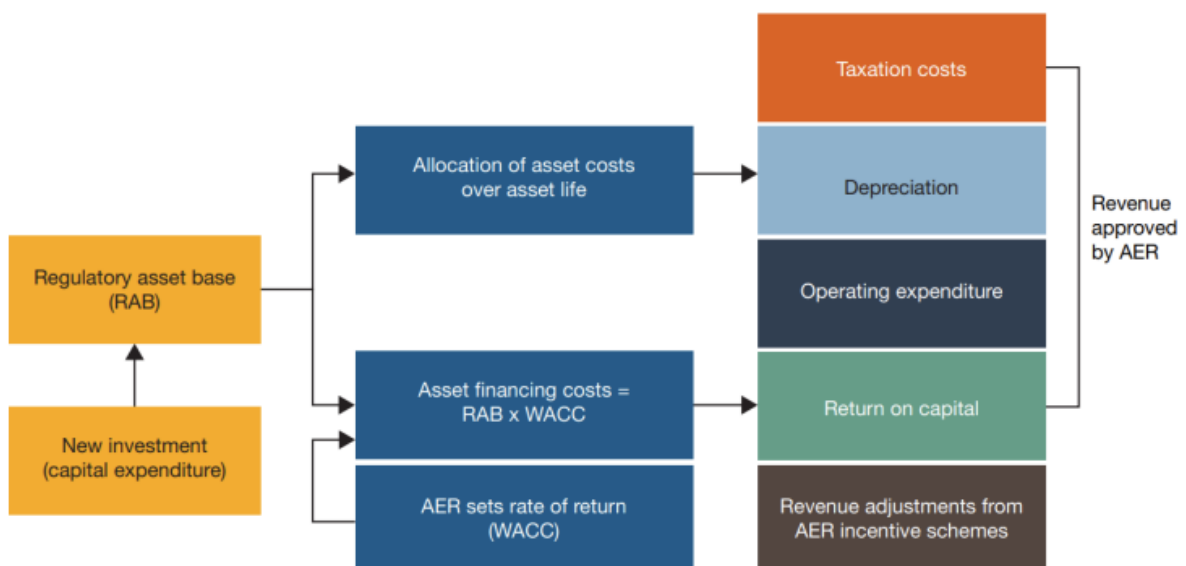 Taxation costs
Allocation of asset costs
over asset life
Depreciation
Revenue
approved
by AER
Regulatory asset base
(RAB)
Operating expenditure
Asset financing costs =
RAB x WACC
Return on capital
New investment
(capital expenditure)
AER sets rate of return
(WACC)
Revenue adjustments from
AER incentive schemes